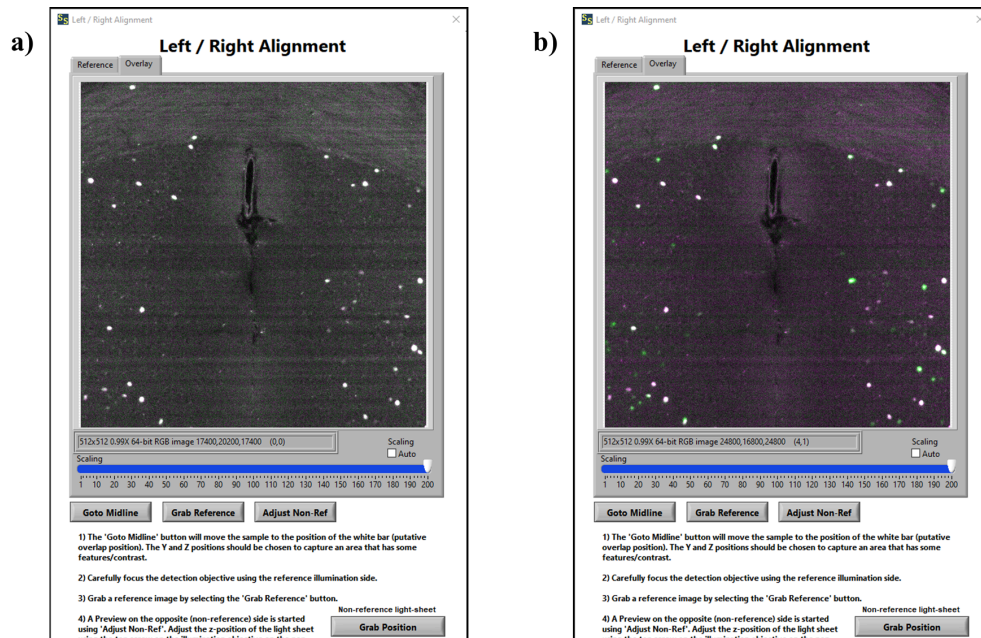 a)
Left / Right Alignment
Left / Right Alignment
Reference Overlay
512x512 0.99X 64-bit RGB image 17400,20200,17400 (0,0)
Scaling
Auto
Scaling
1 10 20 30 40 50 60 70 80 90 100 110 120 130 140 150 160 170 180 190 200
Goto Midline Grab Reference Adjust Non-Ref
1) The 'Goto Midline' button will move the sample to the position of the white bar (putative
overlap position). The Y and Z positions should be chosen to capture an area that has some
features/contrast.
2) Carefully focus the detection objective using the reference illumination side.
3) Grab a reference image by selecting the 'Grab Reference' button.
4) A Preview on the opposite (non-reference) side is started
using 'Adjust Non-Ref'. Adjust the z-position of the light sheet
Non-reference light-sheet
Grab Position
b)
Left / Right Alignment
Left / Right Alignment
Reference Overlay
512x512 0.99X 64-bit RGB image 24800,16800,24800 (4,1)
Scaling
Auto
Scaling
1 10 20 30 40 50 60 70 80 90 100 110 120 130 140 150 160 170 180 190 200
Goto Midline Grab Reference Adjust Non-Ref
1) The 'Goto Midline' button will move the sample to the position of the white bar (putative
overlap position). The Y and Z positions should be chosen to capture an area that has some
features/contrast.
2) Carefully focus the detection objective using the reference illumination side.
3) Grab a reference image by selecting the 'Grab Reference' button.
4) A Preview on the opposite (non-reference) side is started
using 'Adjust Non-Ref'. Adjust the z-position of the light sheet
Non-reference light-sheet
Grab Position